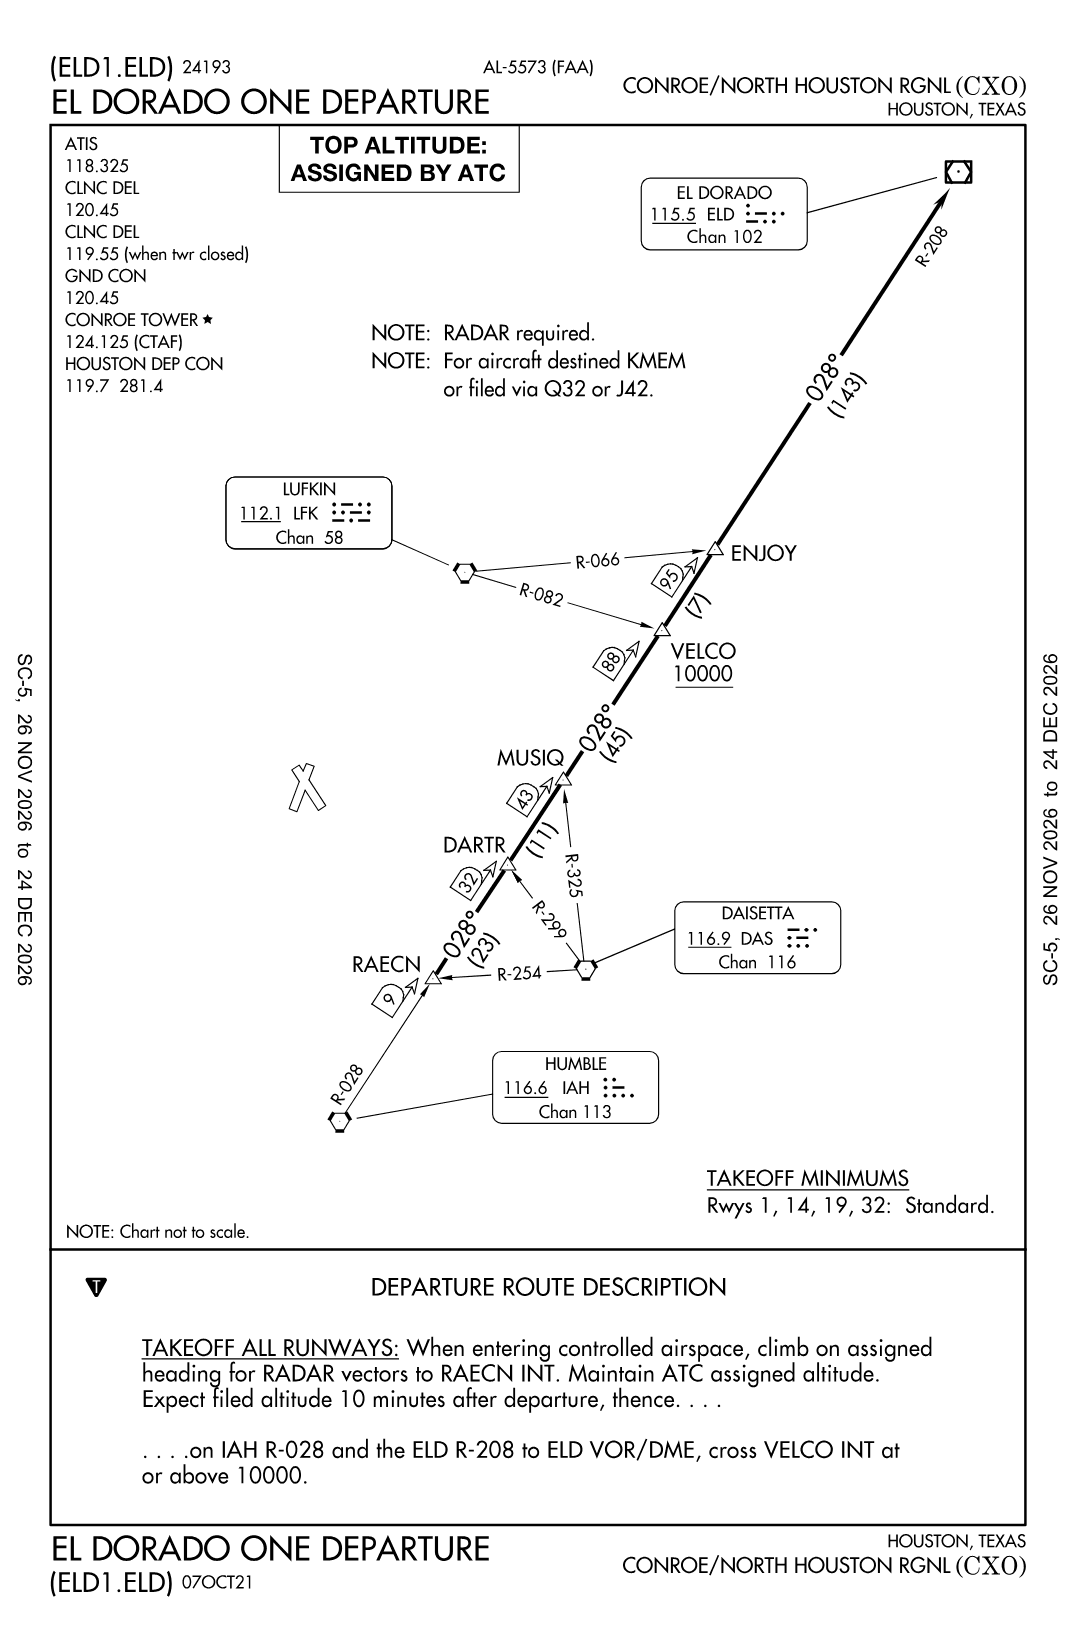 (ELD1.ELD) 24193
AL-5573 (FAA)
EL DORADO ONE DEPARTURE
CONROE/NORTH HOUSTON RGNL (CXO)
HOUSTON, TEXAS
ATIS
118.325
CLNC DEL
120.45
CLNC DEL
119.55 (when twr closed)
GND CON
120.45
CONROE TOWER ★
124.125 (CTAF)
HOUSTON DEP CON
119.7 281.4
TOP ALTITUDE:
ASSIGNED BY ATC
EL DORADO
115.5 ELD
Chan 102
R-208
NOTE: RADAR required.
NOTE: For aircraft destined KMEM
or filed via Q32 or J42.
028°
(143)
LUFKIN
112.1 LFK
Chan 58
R-066
R-082
ENJOY
95
(7)
VELCO
10000
88
028°
(45)
MUSIQ
43
(11)
DARTR
32
R-325
R-299
028°
(23)
DAISETTA
116.9 DAS
Chan 116
RAECN
R-254
9
R-028
HUMBLE
116.6 IAH
Chan 113
TAKEOFF MINIMUMS
Rwys 1, 14, 19, 32: Standard.
NOTE: Chart not to scale.
SC-5, 26 NOV 2026 to 24 DEC 2026
SC-5, 26 NOV 2026 to 24 DEC 2026
T
DEPARTURE ROUTE DESCRIPTION
TAKEOFF ALL RUNWAYS: When entering controlled airspace, climb on assigned
heading for RADAR vectors to RAECN INT. Maintain ATC assigned altitude.
Expect filed altitude 10 minutes after departure, thence. . . .
. . . .on IAH R-028 and the ELD R-208 to ELD VOR/DME, cross VELCO INT at
or above 10000.
EL DORADO ONE DEPARTURE
(ELD1.ELD) 07OCT21
HOUSTON, TEXAS
CONROE/NORTH HOUSTON RGNL (CXO)